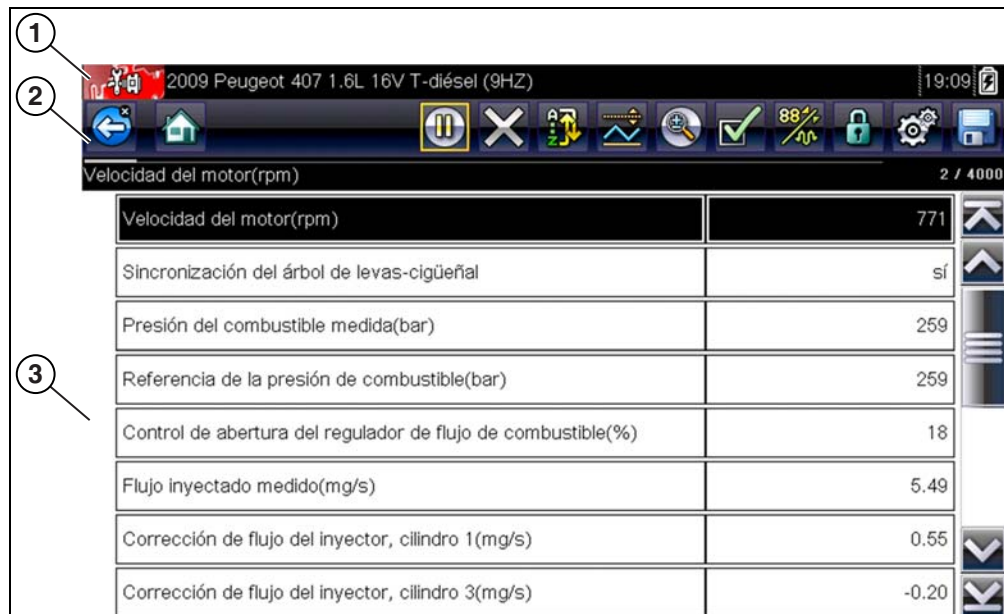 1
2009 Peugeot 407 1.6L 16V T-diésel (9HZ) 19:09
2
Velocidad del motor(rpm) 2 / 4000
Velocidad del motor(rpm) 771
Sincronización del árbol de levas-cigüeñal sí
Presión del combustible medida(bar) 259
3
Referencia de la presión de combustible(bar) 259
Control de abertura del regulador de flujo de combustible(%) 18
Flujo inyectado medido(mg/s) 5.49
Corrección de flujo del inyector, cilindro 1(mg/s) 0.55
Corrección de flujo del inyector, cilindro 3(mg/s) -0.20